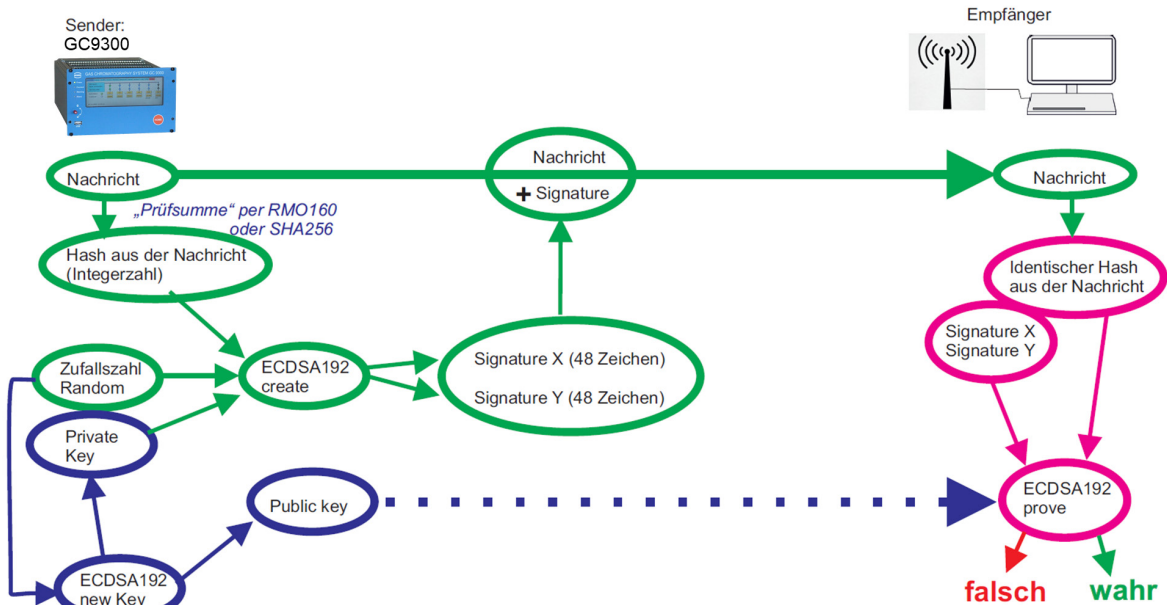 Sender:
GC9300
Empfänger
Nachricht
Nachricht
+ Signature
Nachricht
„Prüfsumme“ per RMO160
oder SHA256
Hash aus der Nachricht
(Integerzahl)
Identischer Hash
aus der Nachricht
Signature X
Signature Y
Zufallszahl
Random
ECDSA192
create
Signature X (48 Zeichen)
Signature Y (48 Zeichen)
Private
Key
Public key
ECDSA192
prove
ECDSA192
new Key
falsch
wahr